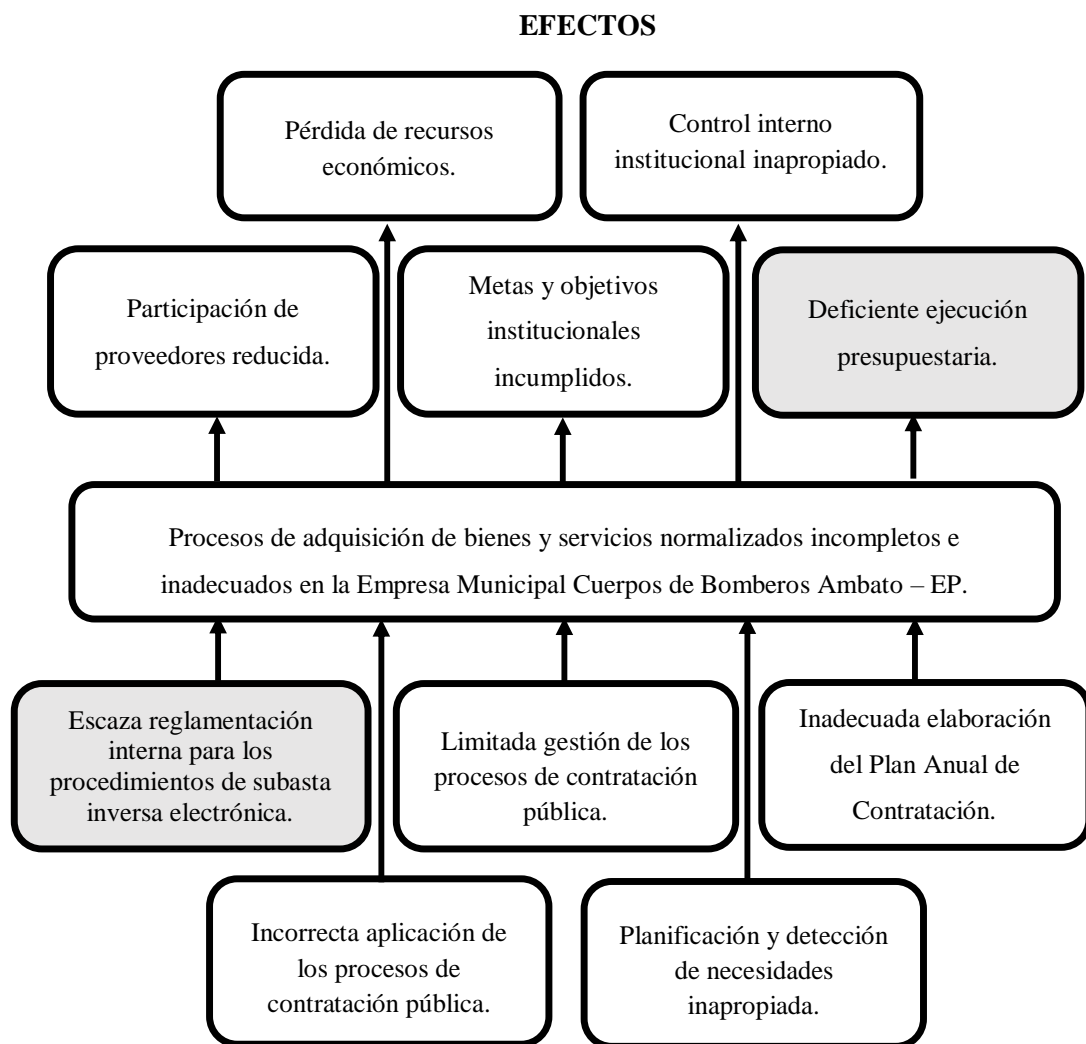 EFECTOS
Pérdida de recursos
económicos.
Control interno
institucional inapropiado.
Participación de
proveedores reducida.
Metas y objetivos
institucionales
incumplidos.
Deficiente ejecución
presupuestaria.
Procesos de adquisición de bienes y servicios normalizados incompletos e
inadecuados en la Empresa Municipal Cuerpos de Bomberos Ambato – EP.
Escaza reglamentación
interna para los
procedimientos de subasta
inversa electrónica.
Limitada gestión de los
procesos de contratación
pública.
Inadecuada elaboración
del Plan Anual de
Contratación.
Incorrecta aplicación de
los procesos de
contratación pública.
Planificación y detección
de necesidades
inapropiada.